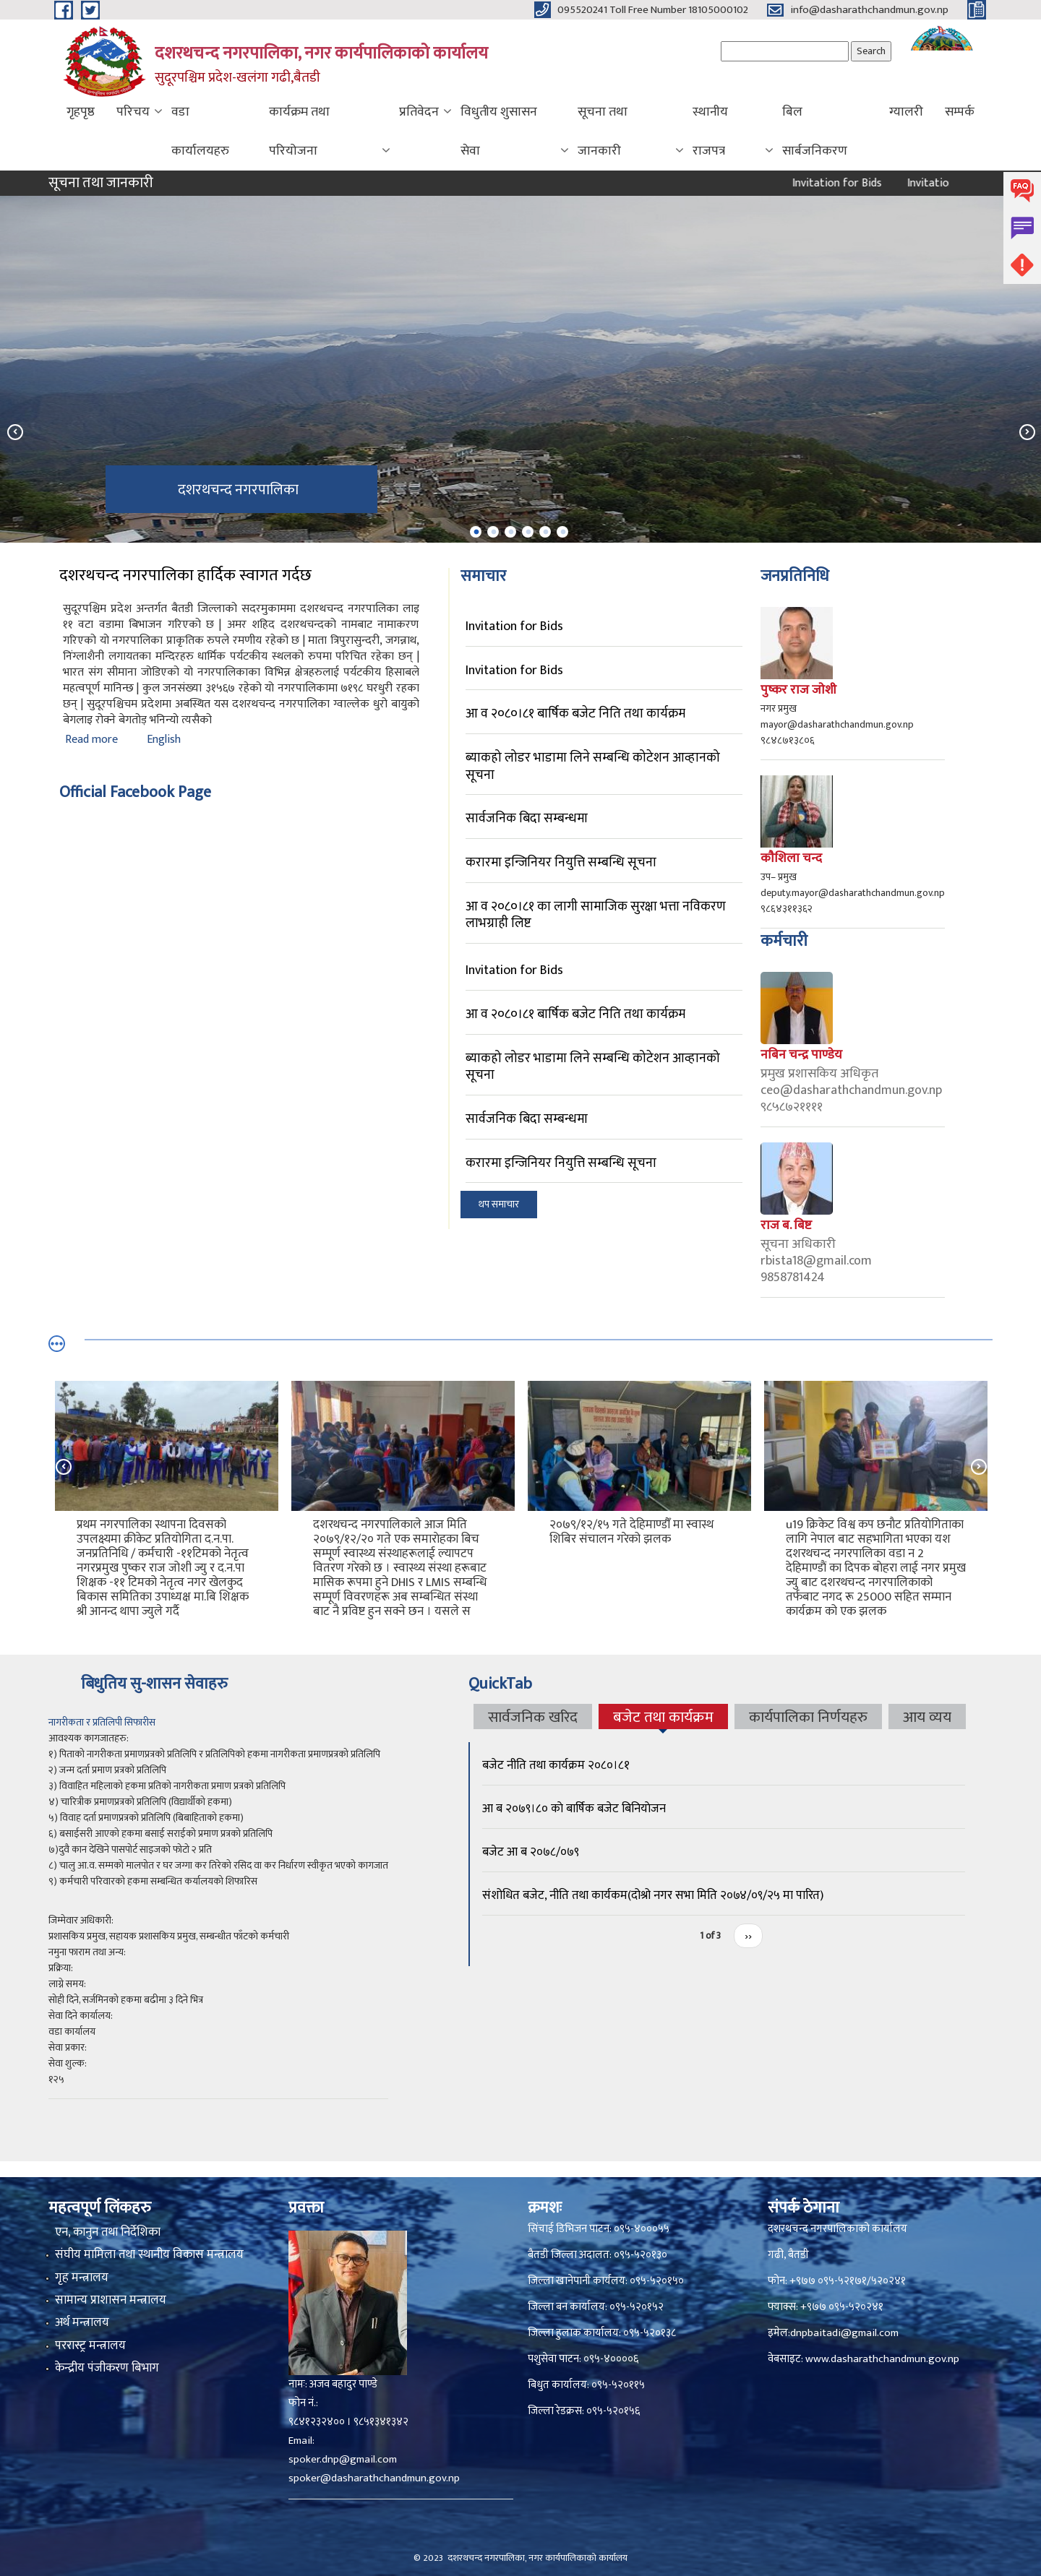 095520241 Toll Free Number 18105000102
info@dasharathchandmun.gov.np
दशरथचन्द नगरपालिका, नगर कार्यपालिकाको कार्यालय
सुदूरपश्चिम प्रदेश-खलंगा गढी,बैतडी
Search
गृहपृष्ठ
परिचय
वडा कार्यालयहरु
कार्यक्रम तथा परियोजना
प्रतिवेदन
विधुतीय शुसासन सेवा
सूचना तथा जानकारी
स्थानीय राजपत्र
बिल सार्बजनिकरण
ग्यालरी
सम्पर्क
सूचना तथा जानकारी
Invitation for Bids
Invitatio
FAQ
दशरथचन्द नगरपालिका
दशरथचन्द नगरपालिका हार्दिक स्वागत गर्दछ
सुदूरपश्चिम प्रदेश अन्तर्गत बैतडी जिल्लाको सदरमुकाममा दशरथचन्द नगरपालिका लाइ
११ वटा वडामा बिभाजन गरिएको छ | अमर शहिद दशरथचन्दको नामबाट नामाकरण
गरिएको यो नगरपालिका प्राकृतिक रुपले रमणीय रहेको छ | माता त्रिपुरासुन्दरी, जगन्नाथ,
निंग्लाशैनी लगायतका मन्दिरहरु धार्मिक पर्यटकीय स्थलको रुपमा परिचित रहेका छन् |
भारत संग सीमाना जोडिएको यो नगरपालिकाका विभिन्न क्षेत्रहरुलाई पर्यटकीय हिसाबले
महत्वपूर्ण मानिन्छ | कुल जनसंख्या ३१५६७ रहेको यो नगरपालिकामा ७१९८ घरधुरी रहका
छन् | सुदूरपश्चिचम प्रदेशमा अबस्थित यस दशरथचन्द नगरपालिका ग्वाल्लेक धुरो बायुको
बेगलाइ रोक्ने बेगतोड़ भनिन्यो त्यसैको
Read more
English
Official Facebook Page
समाचार
Invitation for Bids
Invitation for Bids
आ व २०८०।८१ बार्षिक बजेट निति तथा कार्यक्रम
ब्याकहो लोडर भाडामा लिने सम्बन्धि कोटेशन आव्हानको
सूचना
सार्वजनिक बिदा सम्बन्धमा
करारमा इन्जिनियर नियुत्ति सम्बन्धि सूचना
आ व २०८०।८१ का लागी सामाजिक सुरक्षा भत्ता नविकरण
लाभग्राही लिष्ट
Invitation for Bids
आ व २०८०।८१ बार्षिक बजेट निति तथा कार्यक्रम
ब्याकहो लोडर भाडामा लिने सम्बन्धि कोटेशन आव्हानको
सूचना
सार्वजनिक बिदा सम्बन्धमा
करारमा इन्जिनियर नियुत्ति सम्बन्धि सूचना
थप समाचार
जनप्रतिनिधि
पुष्कर राज जोशी
नगर प्रमुख
mayor@dasharathchandmun.gov.np
९८४८७१३८०६
कौशिला चन्द
उप– प्रमुख
deputy.mayor@dasharathchandmun.gov.np
९८६४३११३६२
कर्मचारी
नबिन चन्द्र पाण्डेय
प्रमुख प्रशासकिय अधिकृत
ceo@dasharathchandmun.gov.np
९८५८७२११११
राज ब. बिष्ट
सूचना अधिकारी
rbista18@gmail.com
9858781424
प्रथम नगरपालिका स्थापना दिवसको
उपलक्ष्यमा क्रीकेट प्रतियोगिता द.न.पा.
जनप्रतिनिधि / कर्मचारी -११टिमको नेतृत्व
नगरप्रमुख पुष्कर राज जोशी ज्यु र द.न.पा
शिक्षक -११ टिमको नेतृत्व नगर खेलकुद
बिकास समितिका उपाध्यक्ष मा.बि शिक्षक
श्री आनन्द थापा ज्युले गर्दै
दशरथचन्द नगरपालिकाले आज मिति
२०७९/१२/२० गते एक समारोहका बिच
सम्पूर्ण स्वास्थ्य संस्थाहरूलाई ल्यापटप
वितरण गरेको छ । स्वास्थ्य संस्था हरूबाट
मासिक रूपमा हुने DHIS र LMIS सम्बन्धि
सम्पूर्ण विवरणहरू अब सम्बन्धित संस्था
बाट नै प्रविष्ट हुन सक्ने छन । यसले स
२०७९/१२/१५ गते देहिमाण्डौँ मा स्वास्थ
शिबिर संचालन गरेको झलक
u19 क्रिकेट विश्व कप छनौट प्रतियोगिताका
लागि नेपाल बाट सहभागिता भएका यश
दशरथचन्द नगरपालिका वडा न 2
देहिमाण्डौं का दिपक बोहरा लाई नगर प्रमुख
ज्यु बाट दशरथचन्द नगरपालिकाको
तर्फबाट नगद रू 25000 सहित सम्मान
कार्यक्रम को एक झलक
बिधुतिय सु-शासन सेवाहरु
नागरीकता र प्रतिलिपी सिफारीस
आवश्यक कागजातहरु:
१) पिताको नागरीकता प्रमाणप्रत्रको प्रतिलिपि र प्रतिलिपिको हकमा नागरीकता प्रमाणप्रत्रको प्रतिलिपि
२) जन्म दर्ता प्रमाण प्रत्रको प्रतिलिपि
३) विवाहित महिलाको हकमा प्रतिको नागरीकता प्रमाण प्रत्रको प्रतिलिपि
४) चारित्रीक प्रमाणप्रत्रको प्रतिलिपि (विद्यार्थीको हकमा)
५) विवाह दर्ता प्रमाणप्रत्रको प्रतिलिपि (बिबाहिताको हकमा)
६) बसाईसरी आएको हकमा बसाई सराईको प्रमाण प्रत्रको प्रतिलिपि
७)दुवै कान देखिने पासपोर्ट साइजको फोटो २ प्रति
८) चालु आ.व. सम्मको मालपोत र घर जग्गा कर तिरेको रसिद वा कर निर्धारण स्वीकृत भएको कागजात
९) कर्मचारी परिवारको हकमा सम्बन्धित कर्यालयको शिफारिस
जिम्मेवार अधिकारी:
प्रशासकिय प्रमुख, सहायक प्रशासकिय प्रमुख, सम्बन्धीत फाँटको कर्मचारी
नमुना फाराम तथा अन्य:
प्रक्रिया:
लाग्ने समय:
सोही दिने, सर्जमिनको हकमा बढीमा ३ दिने भित्र
सेवा दिने कार्यालय:
वडा कार्यालय
सेवा प्रकार:
सेवा शुल्क:
१२५
QuickTab
सार्वजनिक खरिद
बजेट तथा कार्यक्रम
कार्यपालिका निर्णयहरु
आय व्यय
बजेट नीति तथा कार्यक्रम २०८०।८१
आ ब २०७९।८० को बार्षिक बजेट बिनियोजन
बजेट आ ब २०७८/०७९
संशोधित बजेट, नीति तथा कार्यकम(दोश्रो नगर सभा मिति २०७४/०९/२५ मा पारित)
1 of 3
››
महत्वपूर्ण लिंकहरु
एन, कानुन तथा निर्देशिका
संघीय मामिला तथा स्थानीय विकास मन्त्रालय
गृह मन्त्रालय
सामान्य प्राशासन मन्त्रालय
अर्थ मन्त्रालय
पररास्ट्र मन्त्रालय
केन्द्रीय पंजीकरण बिभाग
प्रवक्ता
नामः अजव बहादुर पाण्डे
फोन नं.:
९८४१२३२४०० । ९८५१३४१३४२
Email:
spoker.dnp@gmail.com
spoker@dasharathchandmun.gov.np
क्रमशः
सिंचाई डिभिजन पाटन: ०९५-४०००५५
बैतडी जिल्ला अदालत: ०९५-५२०१३०
जिल्ला खानेपानी कार्यलय: ०९५-५२०१५०
जिल्ला बन कार्यालय: ०९५-५२०१५२
जिल्ला हुलाक कार्यालय: ०९५-५२०१३८
पशुसेवा पाटन: ०९५-४००००६
बिधुत कार्यालय: ०९५-५२०११५
जिल्ला रेडक्रस: ०९५-५२०१५६
संपर्क ठेगाना
दशरथचन्द नगरपालिकाको कार्यालय
गढी, बैतडी
फोन: +९७७ ०९५-५२१७१/५२०२४१
फ्याक्स: +९७७ ०९५-५२०२४१
इमेल:dnpbaitadi@gmail.com
वेबसाइट: www.dasharathchandmun.gov.np
© 2023 दशरथचन्द नगरपालिका, नगर कार्यपालिकाको कार्यालय